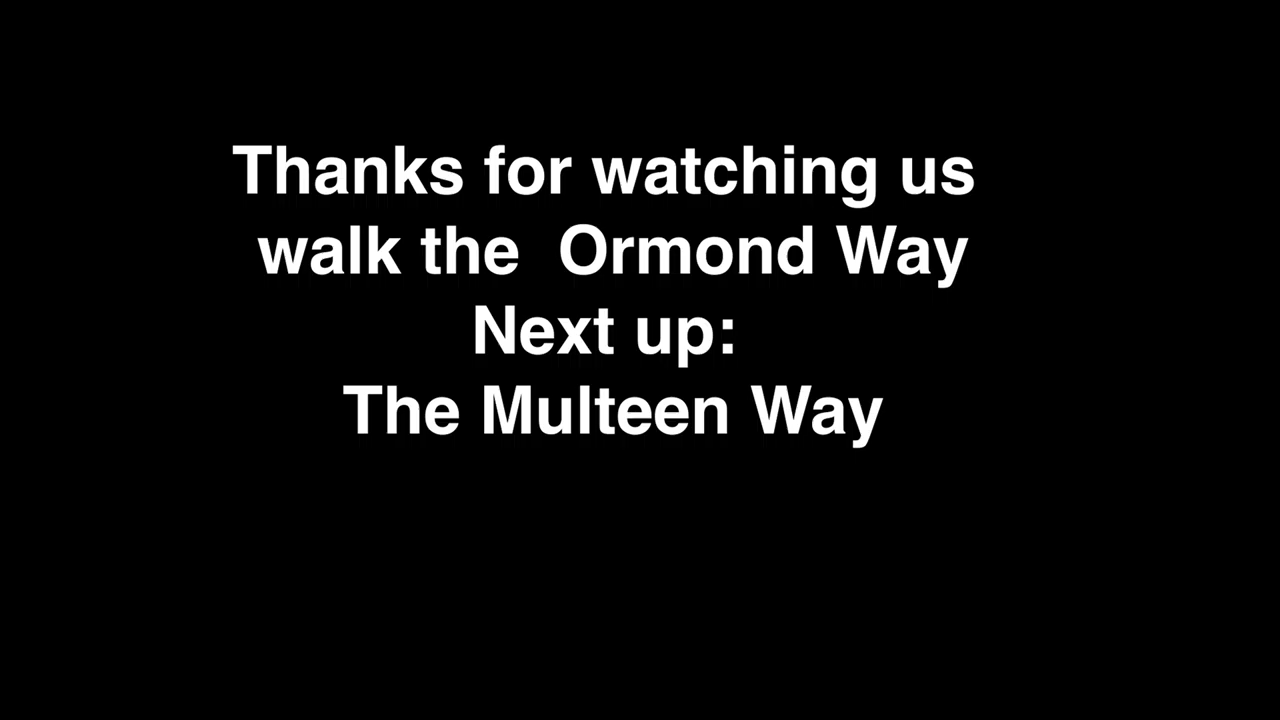 Thanks for watching us
walk the  Ormond Way
Next up:
The Multeen Way